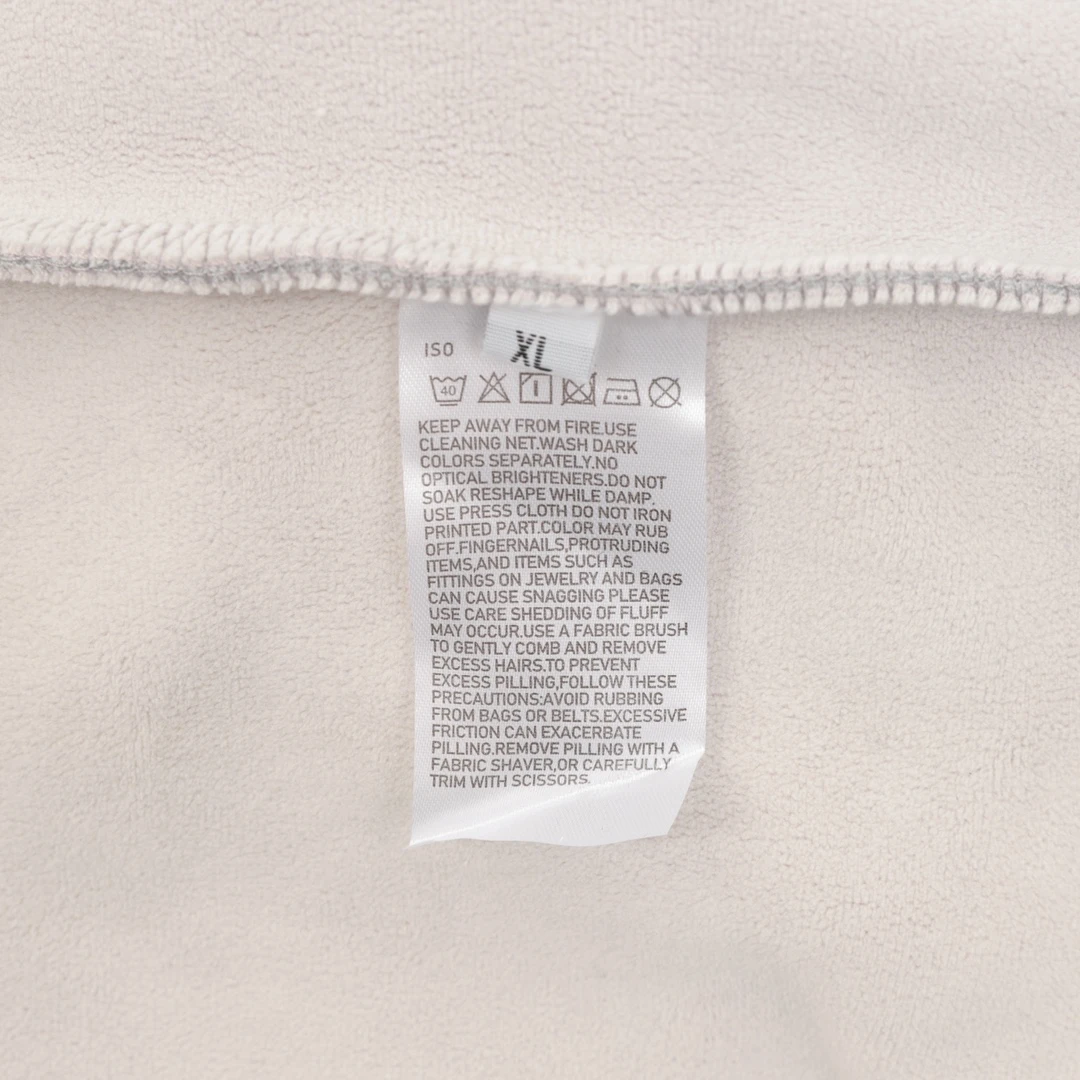 XL
ISO
40
KEEP AWAY FROM FIRE.USE
CLEANING NET.WASH DARK
COLORS SEPARATELY.NO
OPTICAL BRIGHTENERS.DO NOT
SOAK RESHAPE WHILE DAMP.
USE PRESS CLOTH DO NOT IRON
PRINTED PART.COLOR MAY RUB
OFF.FINGERNAILS,PROTRUDING
ITEMS,AND ITEMS SUCH AS
FITTINGS ON JEWELRY AND BAGS
CAN CAUSE SNAGGING PLEASE
USE CARE SHEDDING OF FLUFF
MAY OCCUR.USE A FABRIC BRUSH
TO GENTLY COMB AND REMOVE
EXCESS HAIRS.TO PREVENT
EXCESS PILLING,FOLLOW THESE
PRECAUTIONS:AVOID RUBBING
FROM BAGS OR BELTS.EXCESSIVE
FRICTION CAN EXACERBATE
PILLING.REMOVE PILLING WITH A
FABRIC SHAVER,OR CAREFULLY
TRIM WITH SCISSORS.